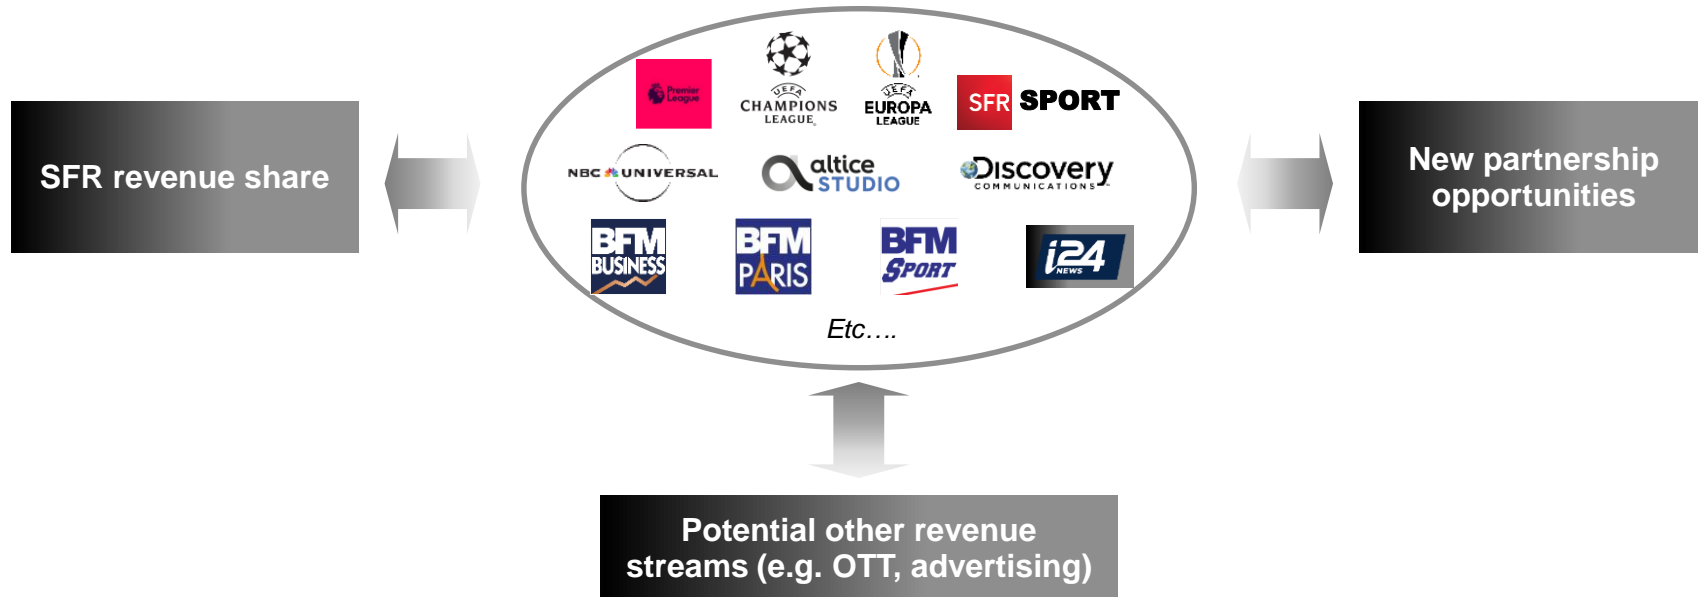 Premier
League
UEFA
CHAMPIONS
LEAGUE
UEFA
EUROPA
LEAGUE
SFR SPORT
SFR revenue share
New partnership
opportunities
NBC UNIVERSAL
altice
STUDIO
Discovery
COMMUNICATIONS
BFM
BUSINESS
BFM
PARIS
BFM
SPORT
i24
NEWS
Etc….
Potential other revenue
streams (e.g. OTT, advertising)